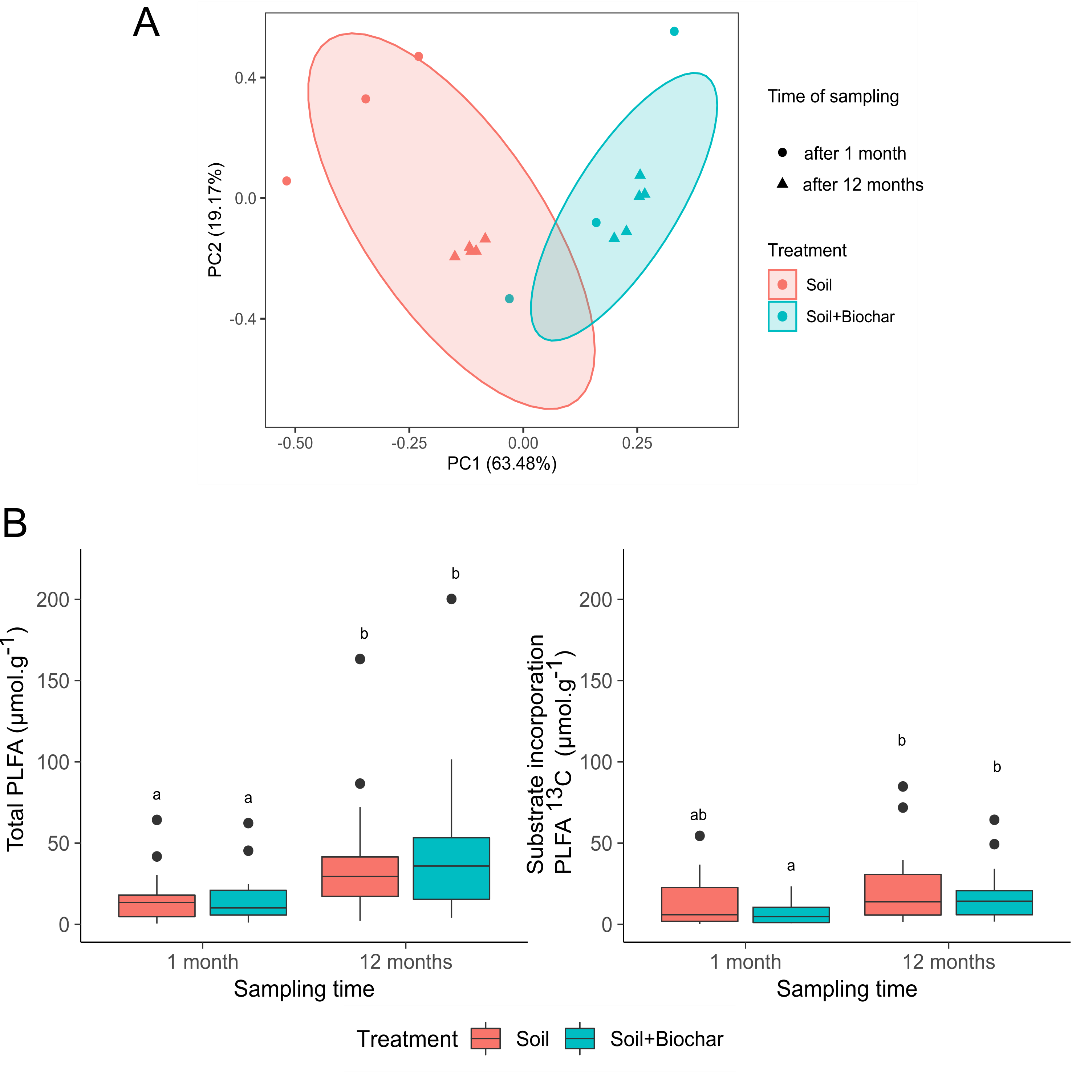 A
0.4
0.0
-0.4
PC2 (19.17%)
-0.50
-0.25
0.00
0.25
PC1 (63.48%)
Time of sampling
after 1 month
after 12 months
Treatment
Soil
Soil+Biochar
B
Total PLFA (µmol.g-1)
200
150
100
50
0
a
a
b
b
1 month
12 months
Sampling time
Substrate incorporation
PLFA 13C (µmol.g-1)
200
150
100
50
0
ab
a
b
b
1 month
12 months
Sampling time
Treatment
Soil
Soil+Biochar